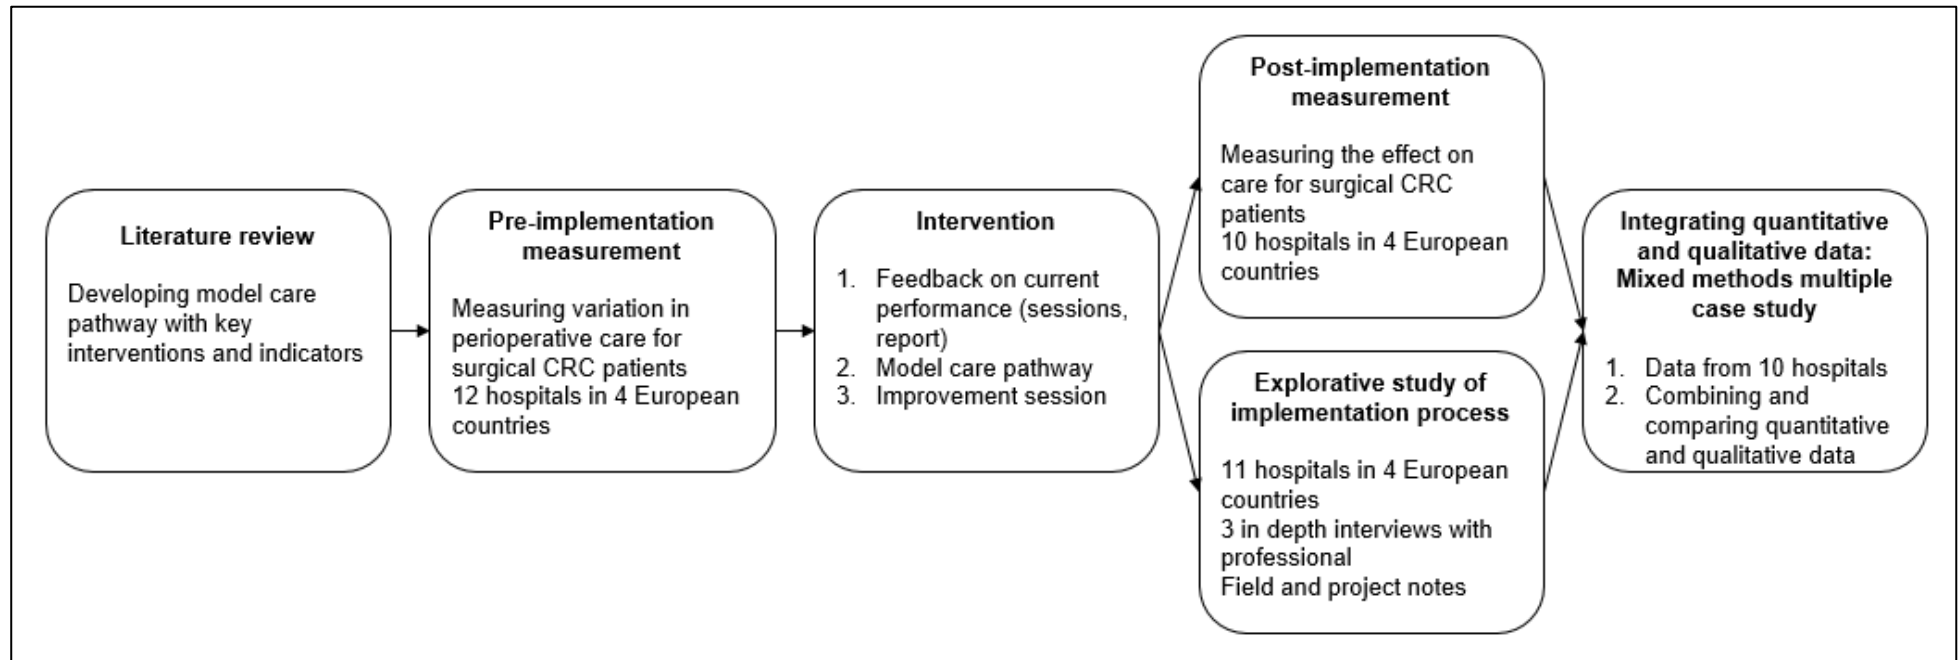 Literature review
Developing model care
pathway with key
interventions and indicators
Pre-implementation
measurement
Measuring variation in
perioperative care for
surgical CRC patients
12 hospitals in 4 European
countries
Intervention
1. Feedback on current
performance (sessions,
report)
2. Model care pathway
3. Improvement session
Post-implementation
measurement
Measuring the effect on
care for surgical CRC
patients
10 hospitals in 4 European
countries
Explorative study of
implementation process
11 hospitals in 4 European
countries
3 in depth interviews with
professional
Field and project notes
Integrating quantitative
and qualitative data:
Mixed methods multiple
case study
1. Data from 10 hospitals
2. Combining and
comparing quantitative
and qualitative data